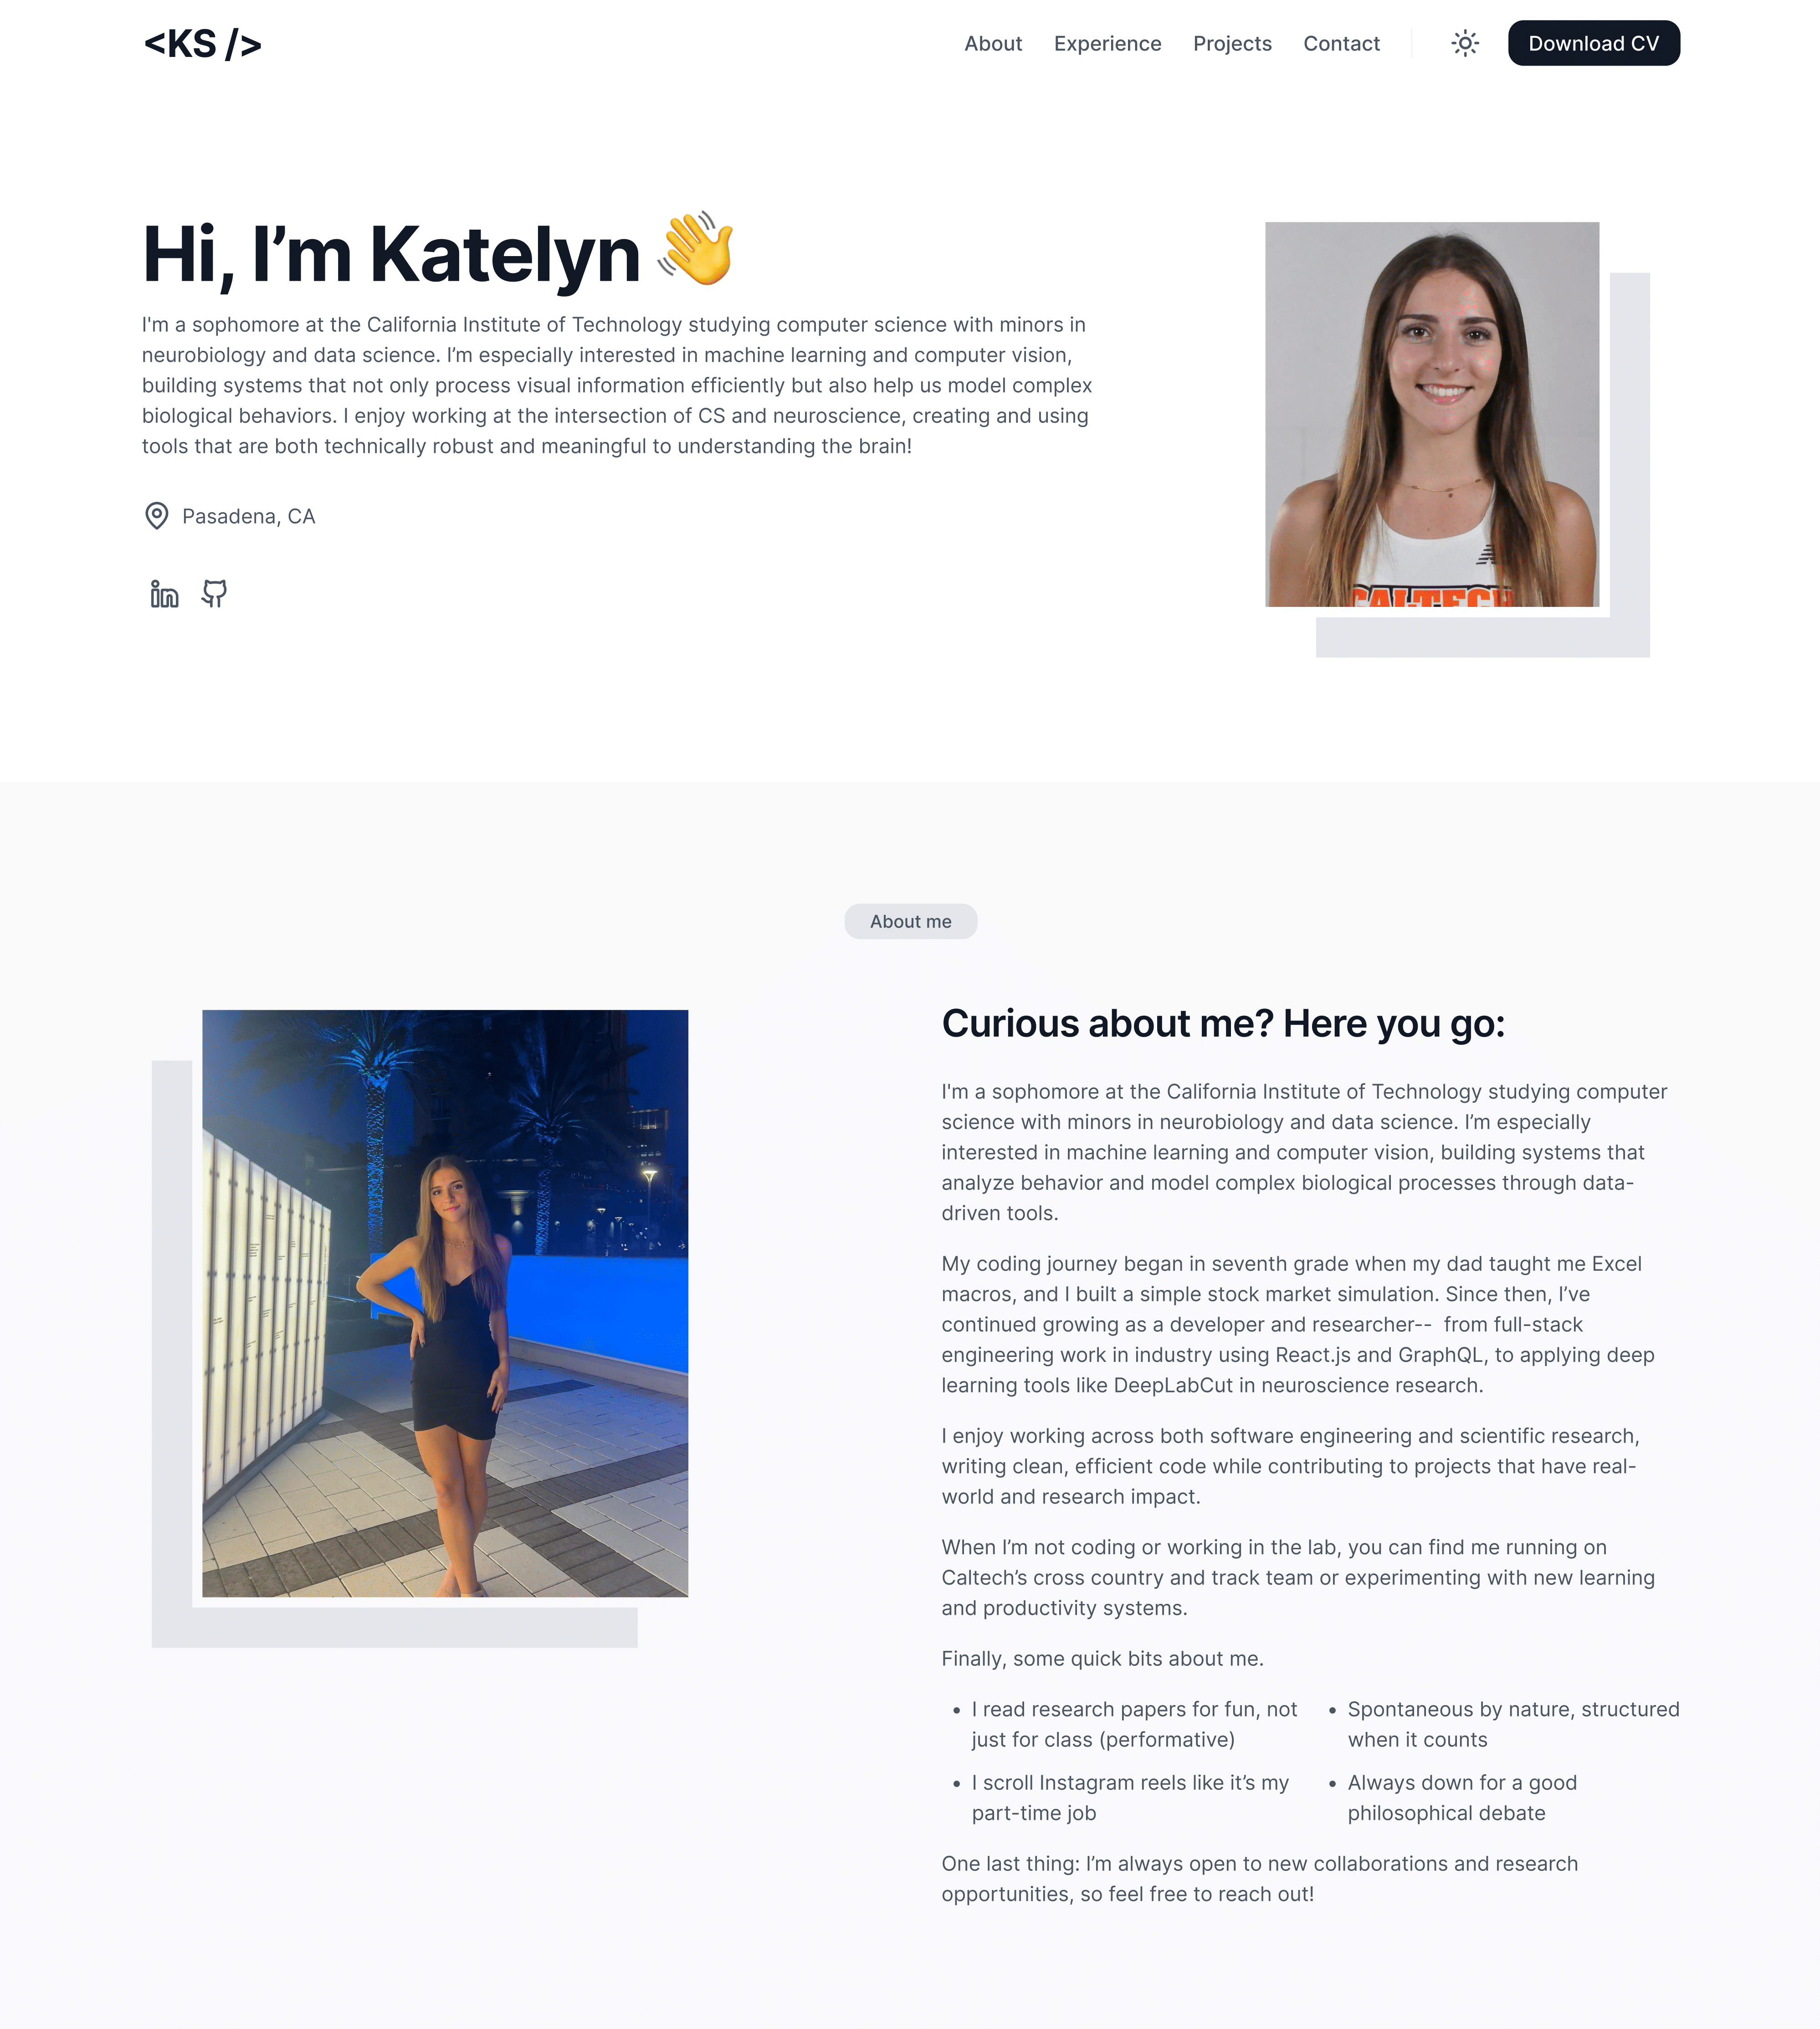 <KS />
About Experience Projects Contact Download CV
Hi, I’m Katelyn 👋
I'm a sophomore at the California Institute of Technology studying computer science with minors in
neurobiology and data science. I’m especially interested in machine learning and computer vision,
building systems that not only process visual information efficiently but also help us model complex
biological behaviors. I enjoy working at the intersection of CS and neuroscience, creating and using
tools that are both technically robust and meaningful to understanding the brain!
Pasadena, CA
CALTECH
About me
Curious about me? Here you go:
I'm a sophomore at the California Institute of Technology studying computer
science with minors in neurobiology and data science. I’m especially
interested in machine learning and computer vision, building systems that
analyze behavior and model complex biological processes through data-
driven tools.
My coding journey began in seventh grade when my dad taught me Excel
macros, and I built a simple stock market simulation. Since then, I’ve
continued growing as a developer and researcher--  from full-stack
engineering work in industry using React.js and GraphQL, to applying deep
learning tools like DeepLabCut in neuroscience research.
I enjoy working across both software engineering and scientific research,
writing clean, efficient code while contributing to projects that have real-
world and research impact.
When I’m not coding or working in the lab, you can find me running on
Caltech’s cross country and track team or experimenting with new learning
and productivity systems.
Finally, some quick bits about me.
• I read research papers for fun, not
just for class (performative)
• I scroll Instagram reels like it’s my
part-time job
• Spontaneous by nature, structured
when it counts
• Always down for a good
philosophical debate
One last thing: I’m always open to new collaborations and research
opportunities, so feel free to reach out!